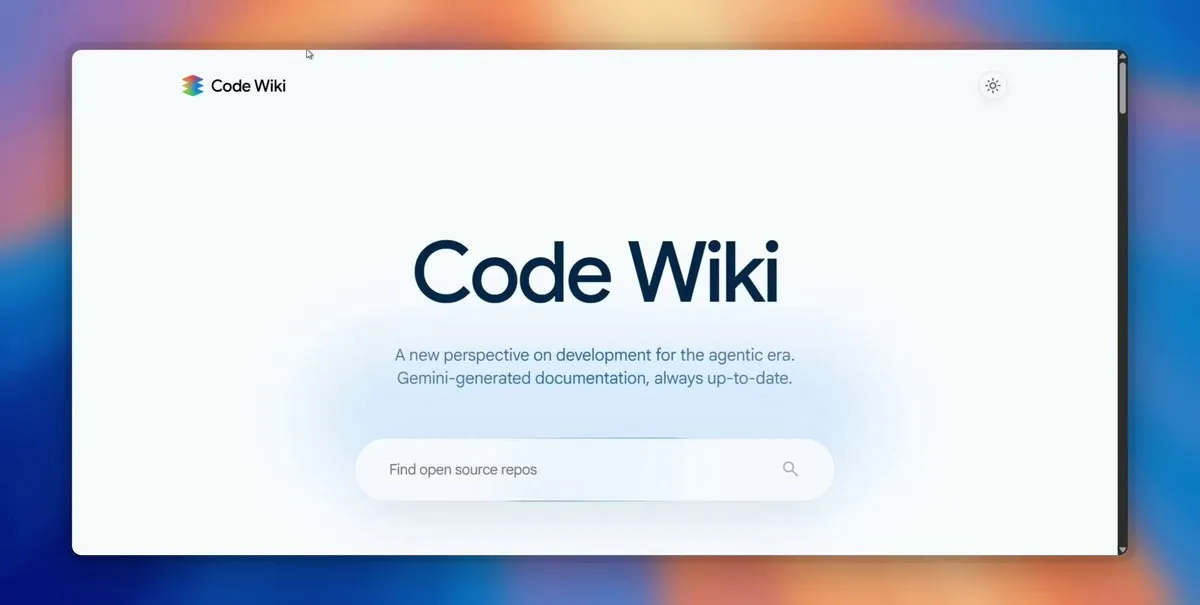 Code Wiki
Code Wiki
A new perspective on development for the agentic era.
Gemini-generated documentation, always up-to-date.
Find open source repos